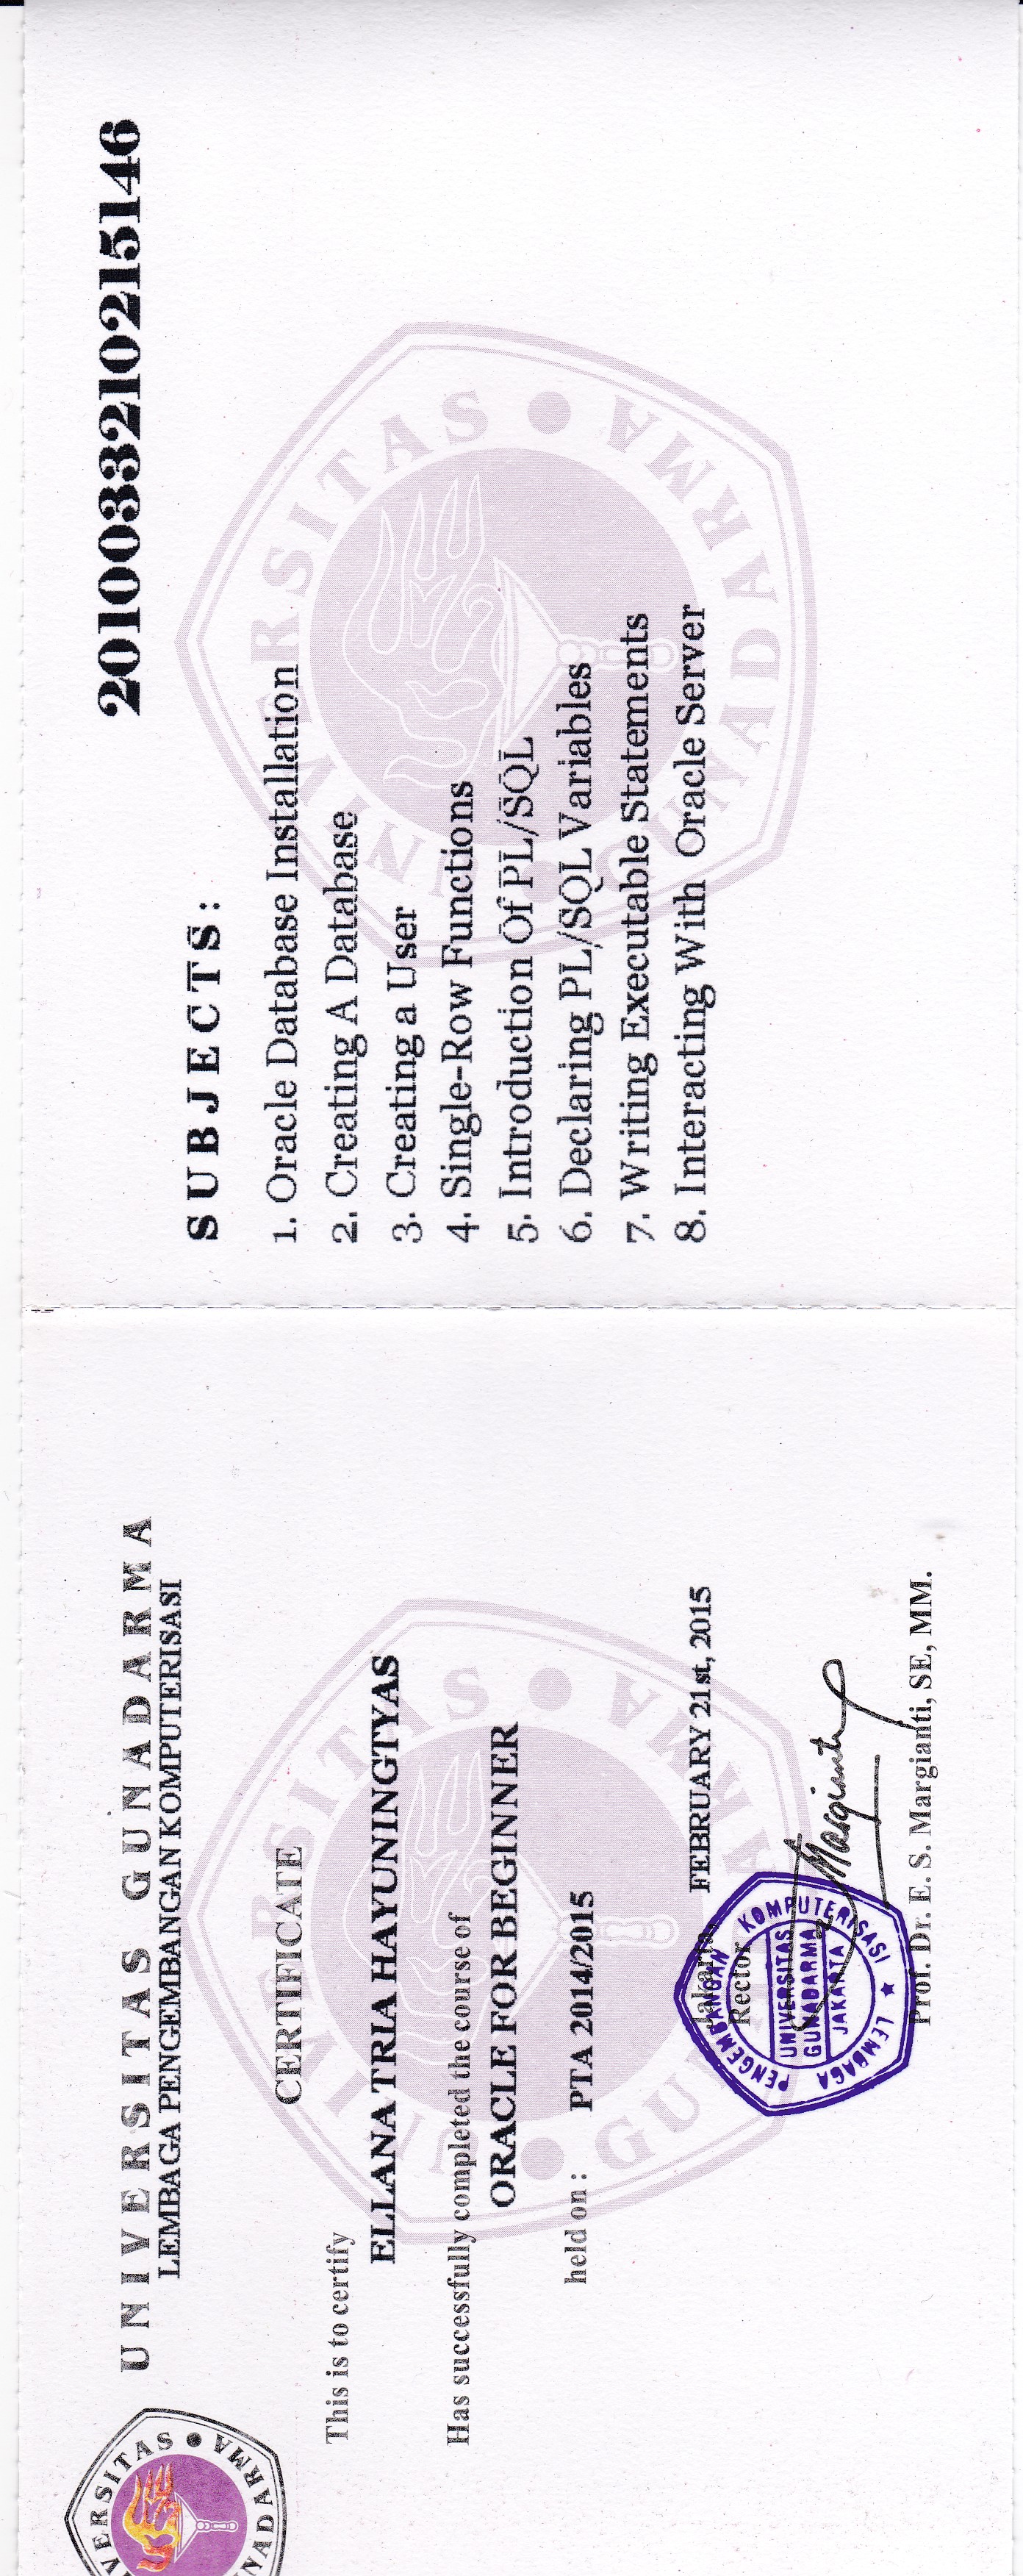 UNIVERSITAS GUNADARMA
LEMBAGA PENGEMBANGAN KOMPUTERISASI
CERTIFICATE
This is to certify
ELLANA TRIA HAYUNINGTYAS
Has successfully completed the course of
ORACLE FOR BEGINNER
held on : PTA 2014/2015
Jakarta, FEBRUARY 21st, 2015
Rector
LEMBAGA PENGEMBANGAN KOMPUTERISASI
UNIVERSITAS
GUNADARMA
JAKARTA
Margianti
Prof. Dr. E. S. Margianti, SE, MM.
2010033210215146
SUBJECTS:
1. Oracle Database Installation
2. Creating A Database
3. Creating a User
4. Single-Row Functions
5. Introduction Of PL/SQL
6. Declaring PL/SQL Variables
7. Writing Executable Statements
8. Interacting With Oracle Server
UNIVERSITAS GUNADARMA
UNIVERSITAS GUNADARMA